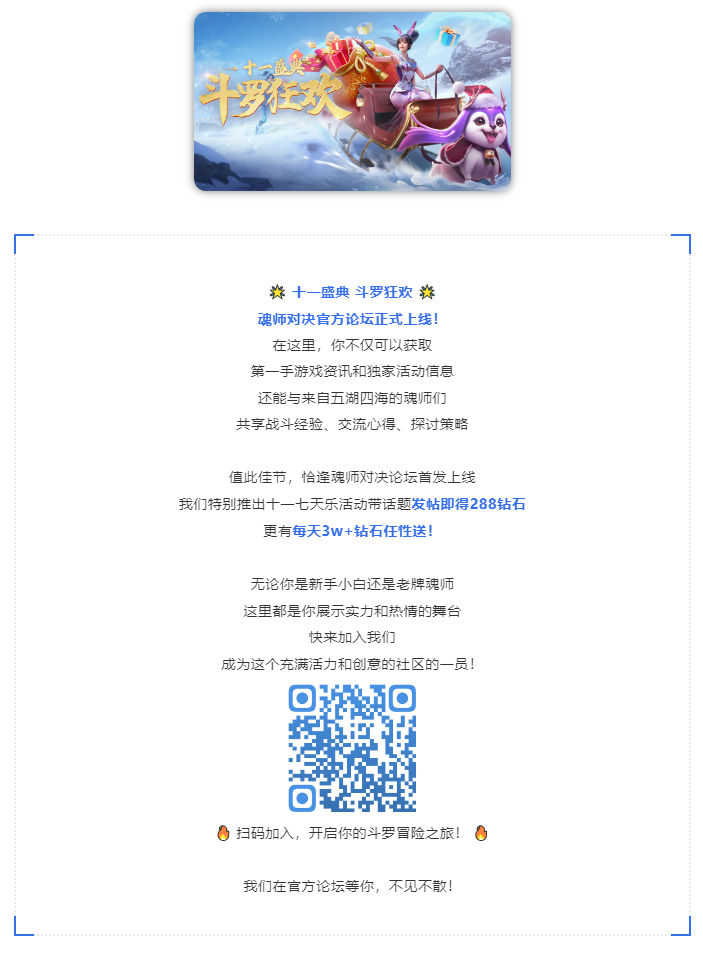 十一盛典
斗罗狂欢
🌟 十一盛典 斗罗狂欢 🌟
魂师对决官方论坛正式上线！
在这里，你不仅可以获取
第一手游戏资讯和独家活动信息
还能与来自五湖四海的魂师们
共享战斗经验、交流心得、探讨策略
值此佳节，恰逢魂师对决论坛首发上线
我们特别推出十一七天乐活动带话题发帖即得288钻石
更有每天3w+钻石任性送！
无论你是新手小白还是老牌魂师
这里都是你展示实力和热情的舞台
快来加入我们
成为这个充满活力和创意的社区的一员！
🔥 扫码加入，开启你的斗罗冒险之旅！ 🔥
我们在官方论坛等你，不见不散！